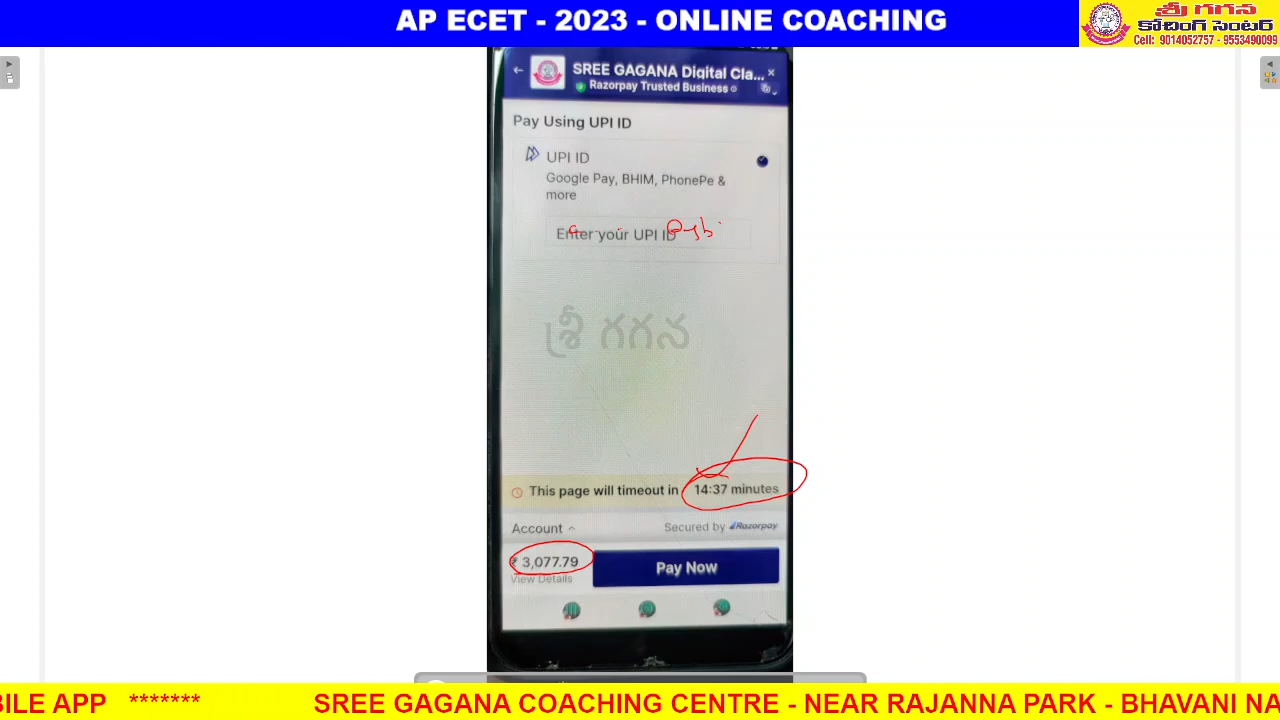 AP ECET - 2023 - ONLINE COACHING
శ్రీ గగన
కోచింగ్ సెంటర్
Cell: 9014052757 - 9553490099
SREE GAGANA Digital Cla...
Razorpay Trusted Business
Pay Using UPI ID
UPI ID
Google Pay, BHIM, PhonePe &
more
Enter your UPI ID
శ్రీ గగన
This page will timeout in 14:37 minutes
Account
Secured by Razorpay
₹ 3,077.79
View Details
Pay Now
BILE APP ******* SREE GAGANA COACHING CENTRE - NEAR RAJANNA PARK - BHAVANI NA